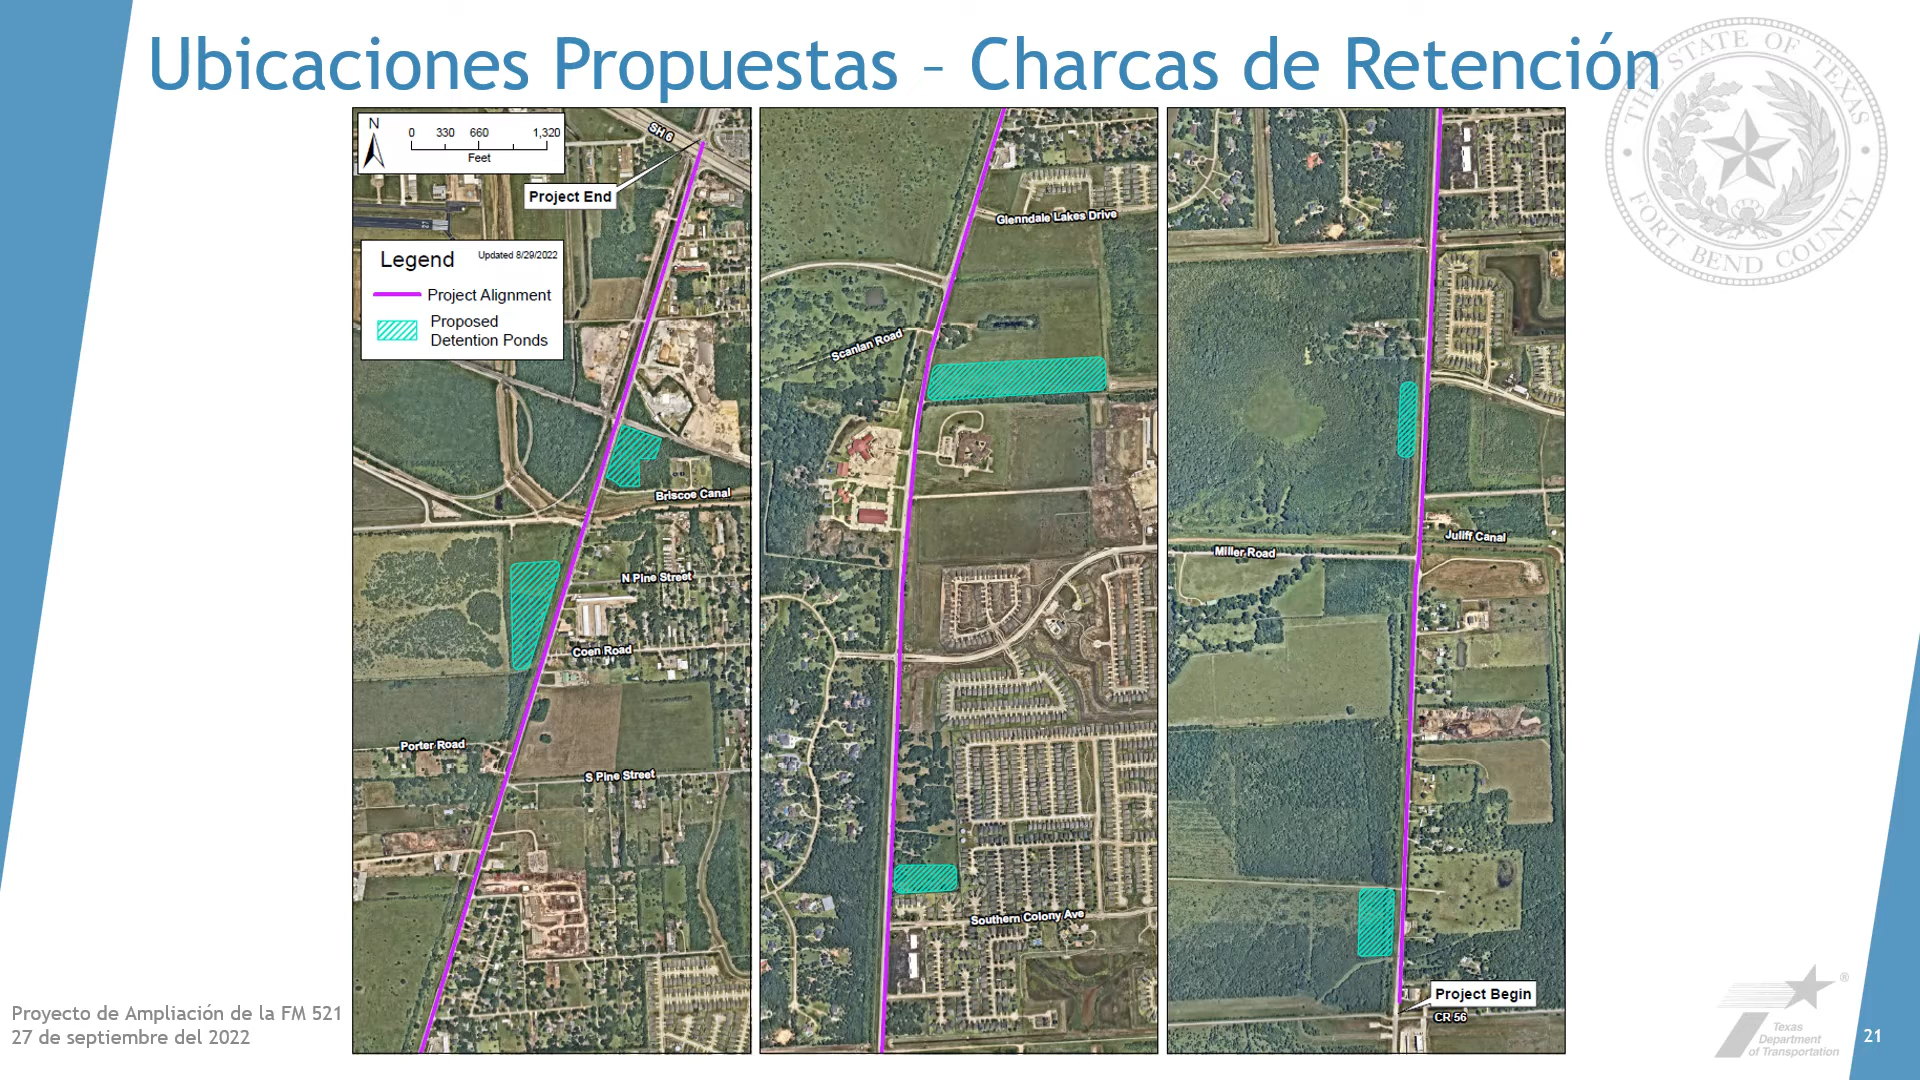 Ubicaciones Propuestas – Charcas de Retención
THE STATE OF TEXAS
FORT BEND COUNTY
N
0 330 660 1,320
Feet
SH 6
Project End
Legend
Updated 8/29/2022
Project Alignment
Proposed
Detention Ponds
Briscoe Canal
N Pine Street
Coen Road
Porter Road
S Pine Street
Glenndale Lakes Drive
Scanlan Road
Southern Colony Ave
Juliff Canal
Miller Road
Project Begin
CR 56
Proyecto de Ampliación de la FM 521
27 de septiembre del 2022
®
Texas
Department
of Transportation
21